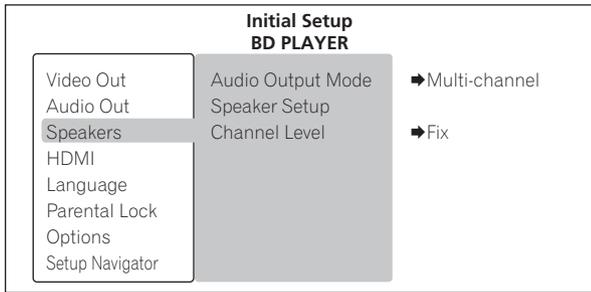 Initial Setup
BD PLAYER
Video Out
Audio Out
Speakers
HDMI
Language
Parental Lock
Options
Setup Navigator
Audio Output Mode ➡Multi-channel
Speaker Setup
Channel Level ➡Fix